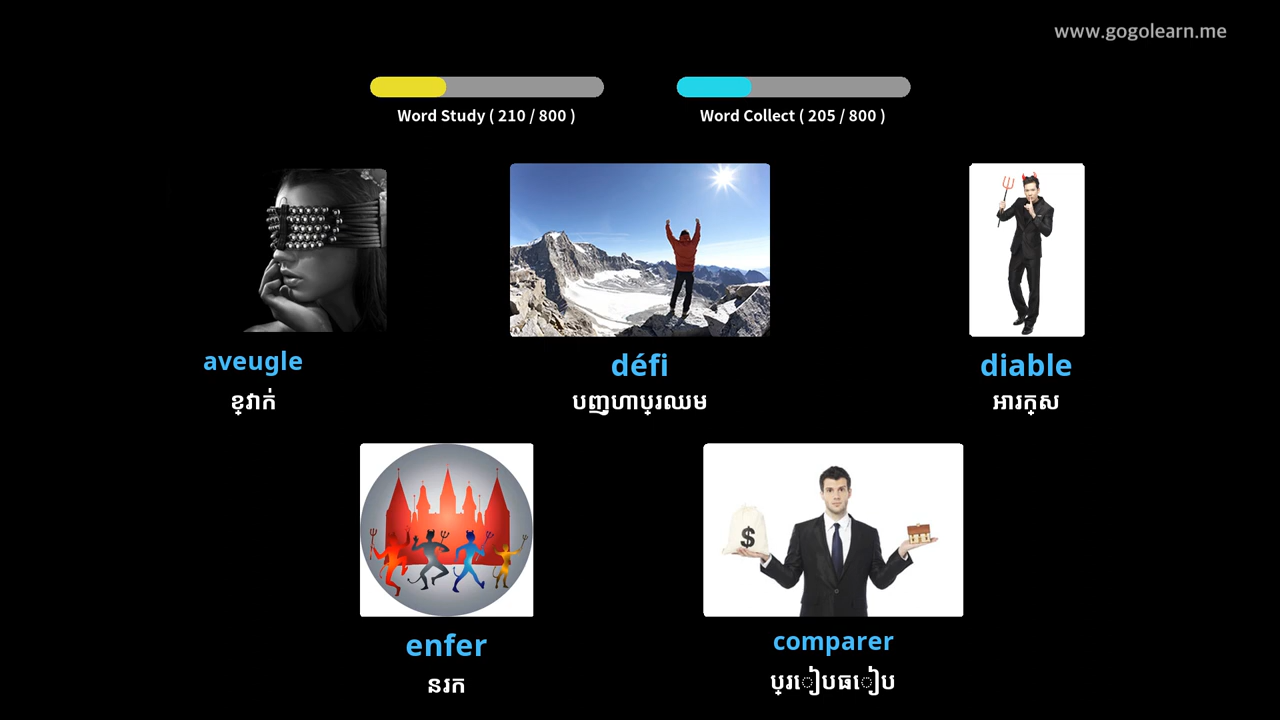 www.gogolearn.me
Word Study ( 210 / 800 )
Word Collect ( 205 / 800 )
aveugle
ខ្វាក់
défi
បញ្ហាប្រឈម
diable
អារក្ស
enfer
នរក
comparer
ប្រៀបធៀប